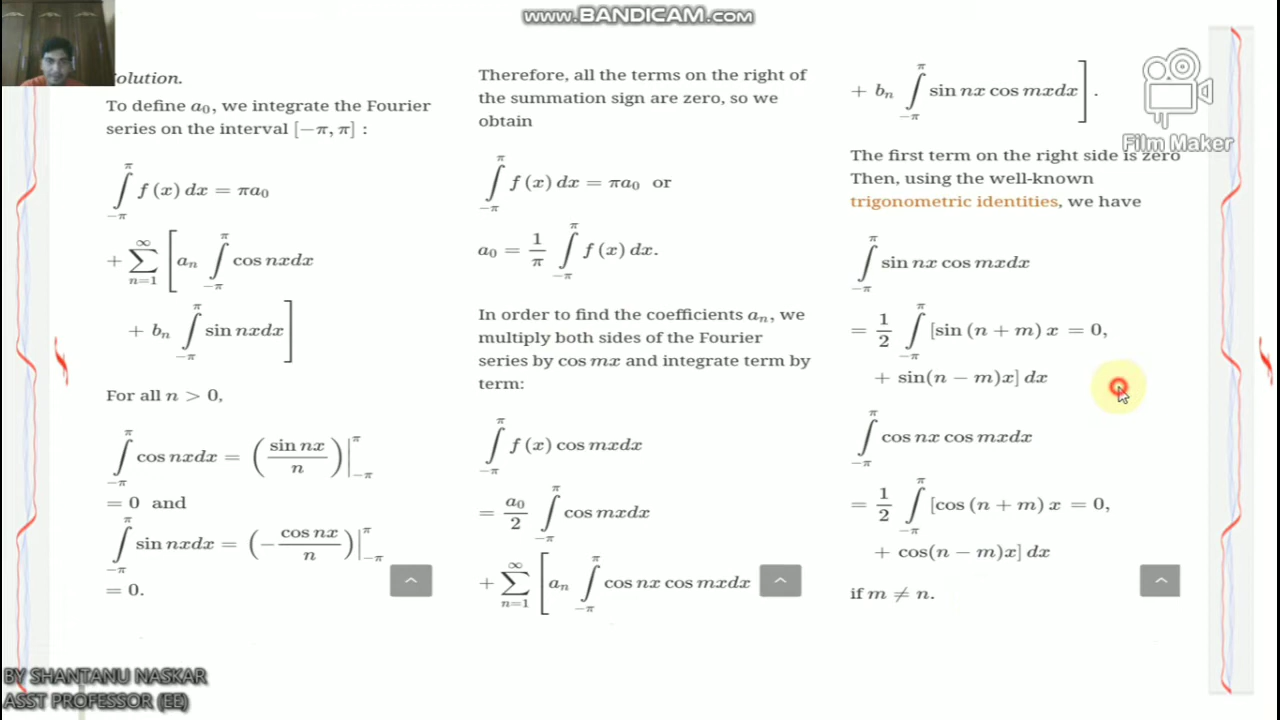 www.BANDICAM.com
Solution.
To define a₀, we integrate the Fourier
series on the interval [−π, π] :
∫_{−π}^{π} f (x) dx = πa₀
+ ∑_{n=1}^{∞} [ aₙ ∫_{−π}^{π} cos nxdx
+ bₙ ∫_{−π}^{π} sin nxdx ]
For all n > 0,
∫_{−π}^{π} cos nxdx = ( sin nx / n ) |_{−π}^{π}
= 0 and
∫_{−π}^{π} sin nxdx = (− cos nx / n ) |_{−π}^{π}
= 0.
Therefore, all the terms on the right of
the summation sign are zero, so we
obtain
∫_{−π}^{π} f (x) dx = πa₀ or
a₀ = 1/π ∫_{−π}^{π} f (x) dx.
In order to find the coefficients aₙ, we
multiply both sides of the Fourier
series by cos mx and integrate term by
term:
∫_{−π}^{π} f (x) cos mxdx
= a₀/2 ∫_{−π}^{π} cos mxdx
+ ∑_{n=1}^{∞} [ aₙ ∫_{−π}^{π} cos nx cos mxdx
+ bₙ ∫_{−π}^{π} sin nx cos mxdx ] .
Film Maker
The first term on the right side is zero
Then, using the well-known
trigonometric identities, we have
∫_{−π}^{π} sin nx cos mxdx
= 1/2 ∫_{−π}^{π} [sin (n + m) x = 0,
+ sin(n − m)x] dx
∫_{−π}^{π} cos nx cos mxdx
= 1/2 ∫_{−π}^{π} [cos (n + m) x = 0,
+ cos(n − m)x] dx
if m ≠ n.
BY SHANTANU NASKAR
ASST PROFESSOR (EE)